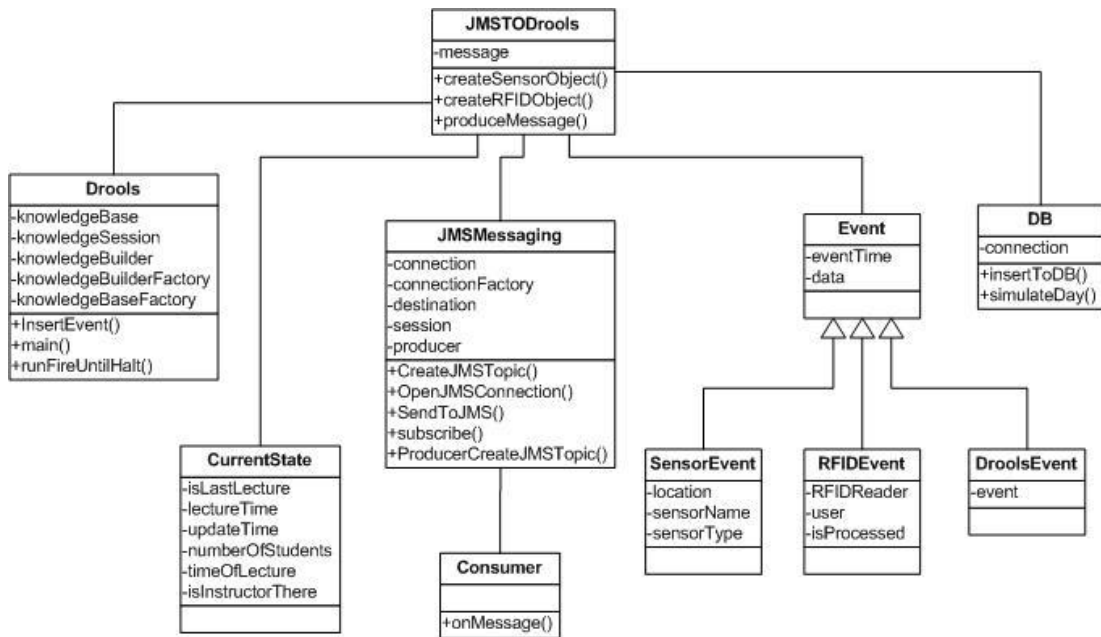 JMSTODrools
-message
+createSensorObject()
+createRFIDObject()
+produceMessage()
Drools
-knowledgeBase
-knowledgeSession
-knowledgeBuilder
-knowledgeBuilderFactory
-knowledgeBaseFactory
+InsertEvent()
+main()
+runFireUntilHalt()
CurrentState
-isLastLecture
-lectureTime
-updateTime
-numberOfStudents
-timeOfLecture
-isInstructorThere
JMSMessaging
-connection
-connectionFactory
-destination
-session
-producer
+CreateJMSTopic()
+OpenJMSConnection()
+SendToJMS()
+subscribe()
+ProducerCreateJMSTopic()
Consumer
+onMessage()
Event
-eventTime
-data
DB
-connection
+insertToDB()
+simulateDay()
SensorEvent
-location
-sensorName
-sensorType
RFIDEvent
-RFIDReader
-user
-isProcessed
DroolsEvent
-event